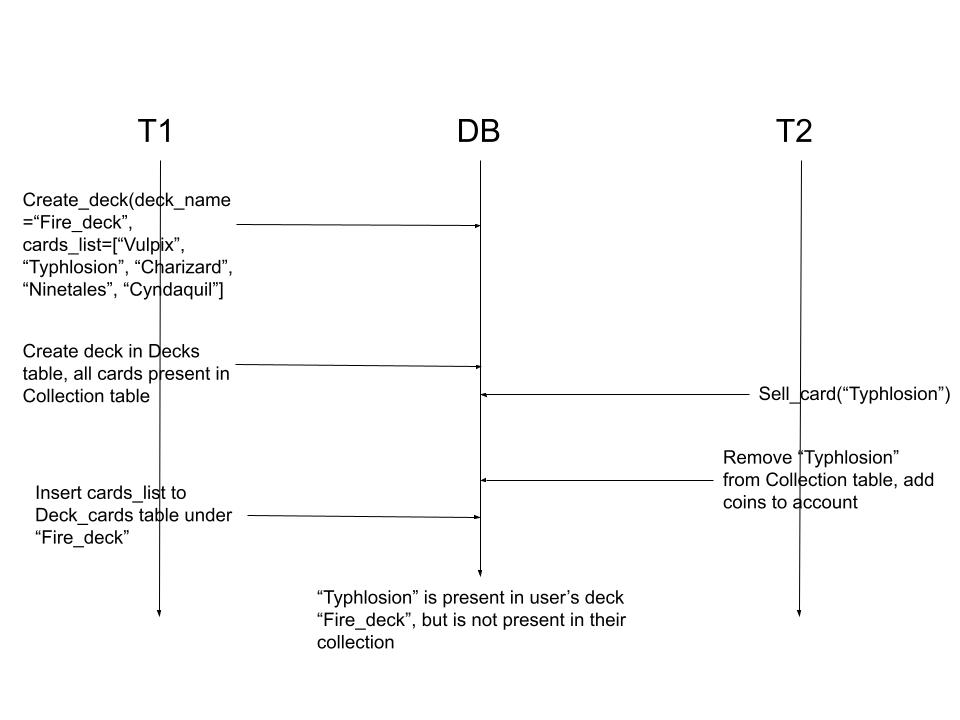 T1
DB
T2
Create_deck(deck_name
=“Fire_deck”,
cards_list=[“Vulpix”,
“Typhlosion”, “Charizard”,
“Ninetales”, “Cyndaquil”]
Create deck in Decks
table, all cards present in
Collection table
Sell_card(“Typhlosion”)
Remove “Typhlosion”
from Collection table, add
coins to account
Insert cards_list to
Deck_cards table under
“Fire_deck”
“Typhlosion” is present in user’s deck
“Fire_deck”, but is not present in their
collection